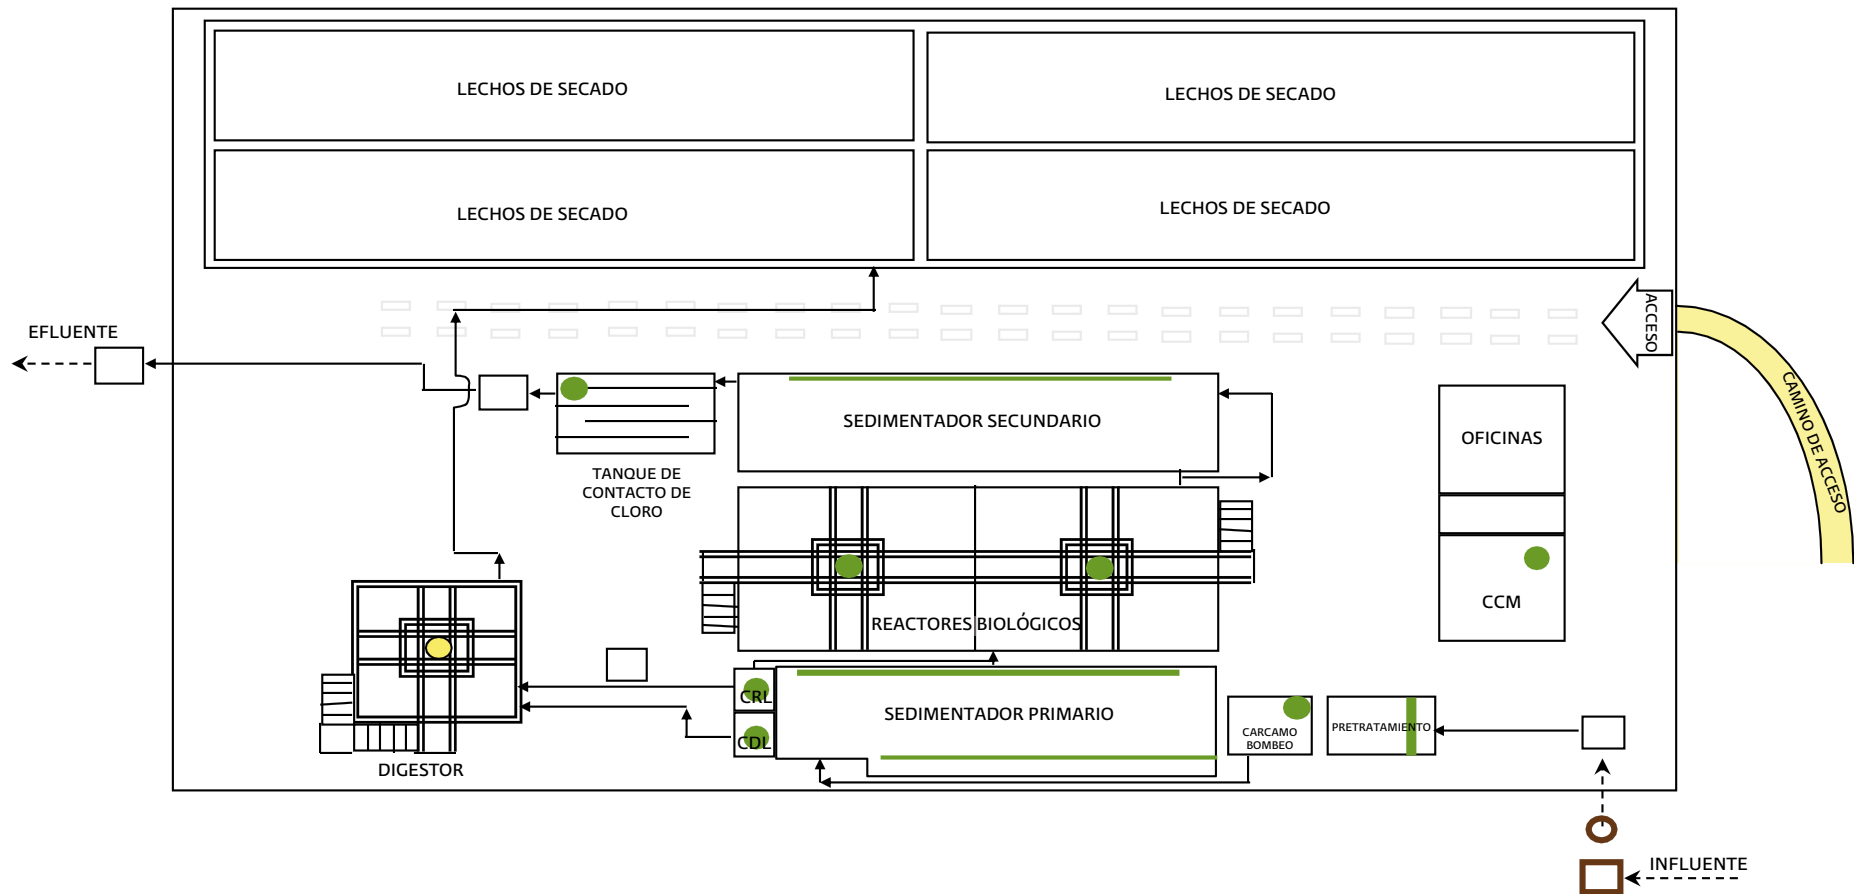 LECHOS DE SECADO
LECHOS DE SECADO
LECHOS DE SECADO
LECHOS DE SECADO
ACCESO
EFLUENTE
CAMINO DE ACCESO
SEDIMENTADOR SECUNDARIO
OFICINAS
TANQUE DE
CONTACTO DE
CLORO
CCM
REACTORES BIOLÓGICOS
CRL
SEDIMENTADOR PRIMARIO
CDL
CARCAMO
BOMBEO
PRETRATAMIENTO
DIGESTOR
INFLUENTE